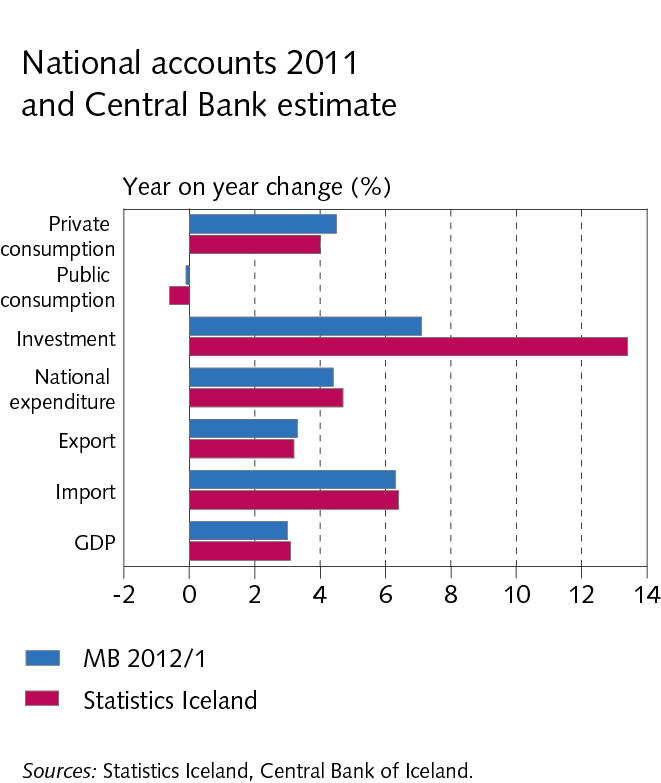 National accounts 2011
and Central Bank estimate
Year on year change (%)
Private
consumption
Public
consumption
Investment
National
expenditure
Export
Import
GDP
-2 0 2 4 6 8 10 12 14
MB 2012/1
Statistics Iceland
Sources: Statistics Iceland, Central Bank of Iceland.